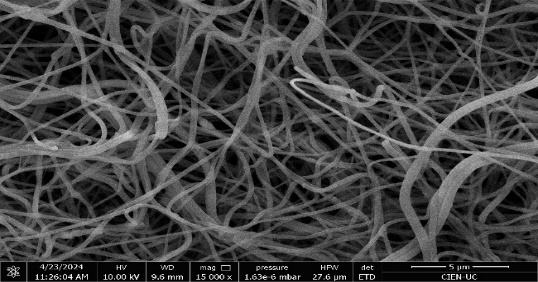 4/23/2024 HV WD mag pressure HFW det 5 µm
11:26:04 AM 10.00 kV 9.6 mm 15 000 x 1.63e-6 mbar 27.6 µm ETD CIEN-UC